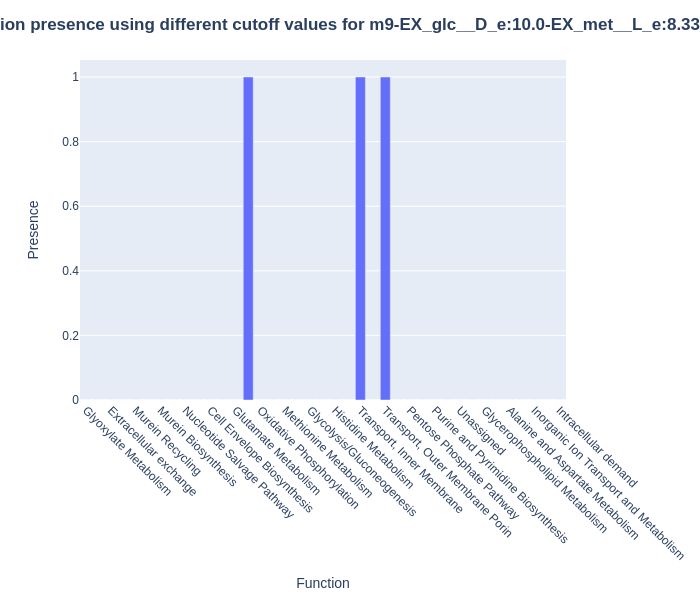 ion presence using different cutoff values for m9-EX_glc__D_e:10.0-EX_met__L_e:8.33
1
0.8
0.6
0.4
0.2
0
Presence
Glyoxylate Metabolism
Extracellular exchange
Murein Recycling
Murein Biosynthesis
Nucleotide Salvage Pathway
Cell Envelope Biosynthesis
Glutamate Metabolism
Oxidative Phosphorylation
Methionine Metabolism
Glycolysis/Gluconeogenesis
Histidine Metabolism
Transport, Inner Membrane
Transport, Outer Membrane Porin
Pentose Phosphate Pathway
Purine and Pyrimidine Biosynthesis
Unassigned
Glycerophospholipid Metabolism
Alanine and Aspartate Metabolism
Inorganic Ion Transport and Metabolism
Intracellular demand
Function